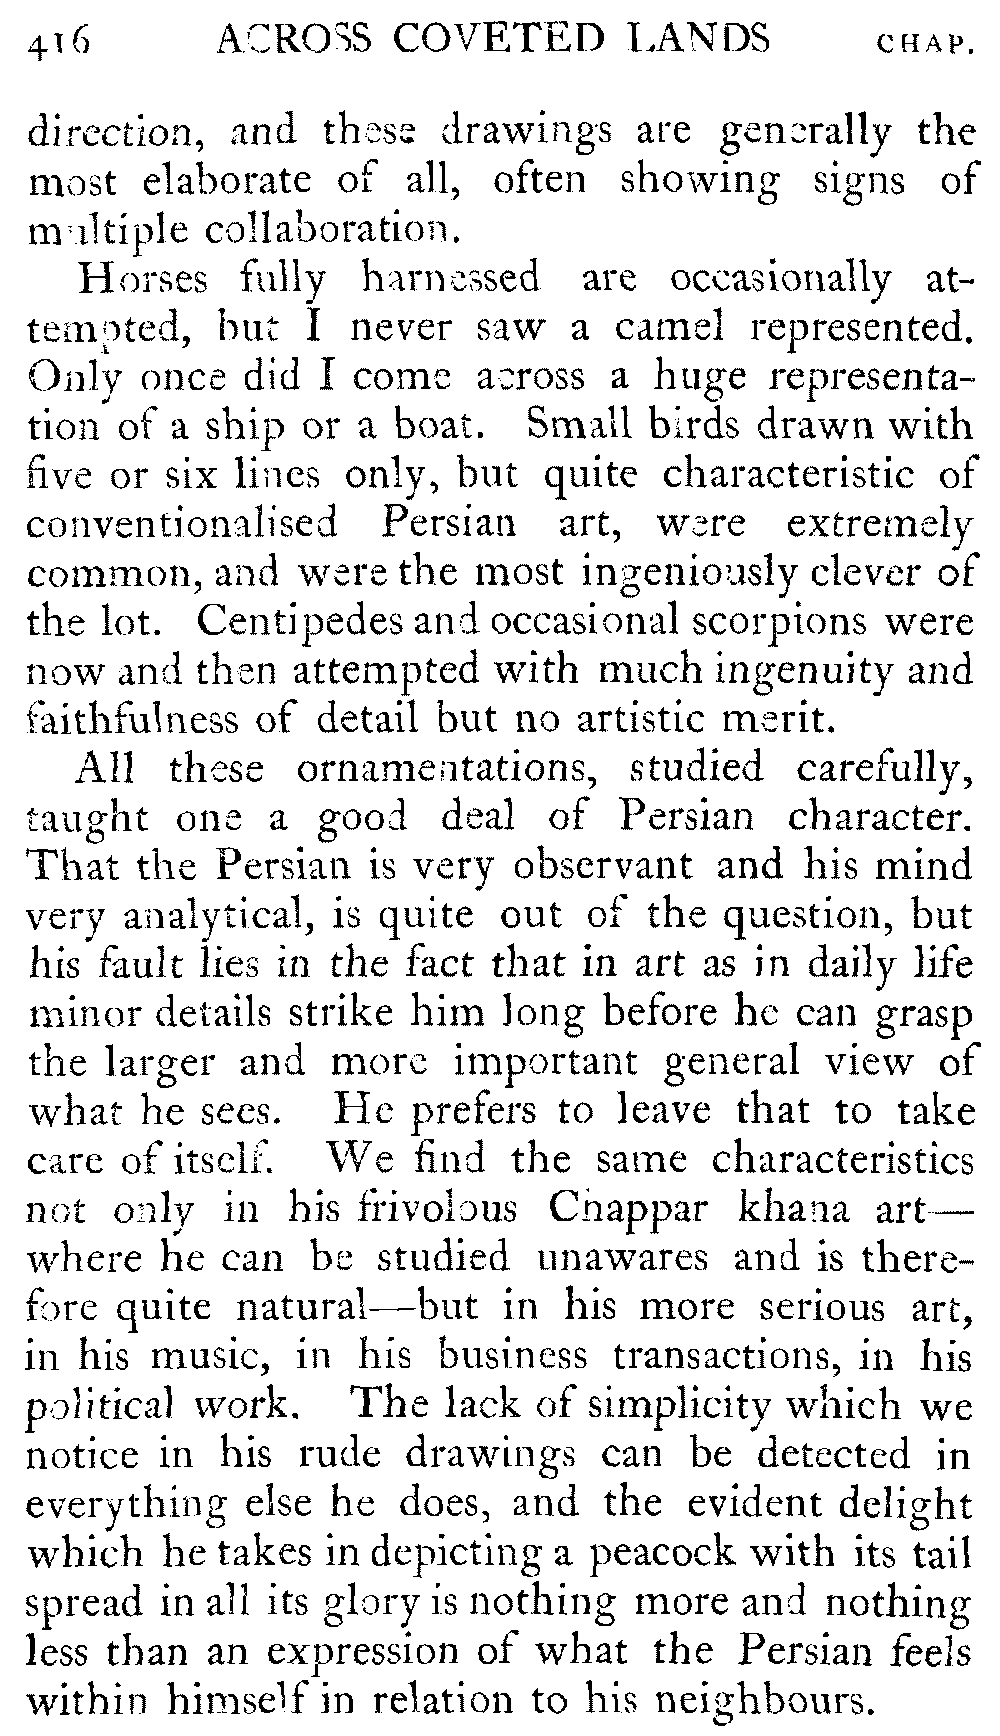 416 ACROSS COVETED LANDS CHAP.
direction, and these drawings are generally the
most elaborate of all, often showing signs of
multiple collaboration.
Horses fully harnessed are occasionally at-
tempted, but I never saw a camel represented.
Only once did I come across a huge representa-
tion of a ship or a boat. Small birds drawn with
five or six lines only, but quite characteristic of
conventionalised Persian art, were extremely
common, and were the most ingeniously clever of
the lot. Centipedes and occasional scorpions were
now and then attempted with much ingenuity and
faithfulness of detail but no artistic merit.
All these ornamentations, studied carefully,
taught one a good deal of Persian character.
That the Persian is very observant and his mind
very analytical, is quite out of the question, but
his fault lies in the fact that in art as in daily life
minor details strike him long before he can grasp
the larger and more important general view of
what he sees. He prefers to leave that to take
care of itself. We find the same characteristics
not only in his frivolous Chappar khana art—
where he can be studied unawares and is there-
fore quite natural—but in his more serious art,
in his music, in his business transactions, in his
political work. The lack of simplicity which we
notice in his rude drawings can be detected in
everything else he does, and the evident delight
which he takes in depicting a peacock with its tail
spread in all its glory is nothing more and nothing
less than an expression of what the Persian feels
within himself in relation to his neighbours.